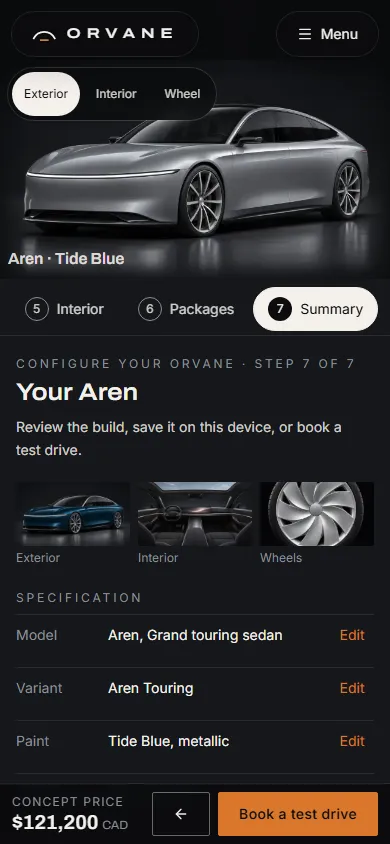 ORVANE
Menu
Exterior Interior Wheel
Aren · Tide Blue
5 Interior 6 Packages 7 Summary
CONFIGURE YOUR ORVANE · STEP 7 OF 7
Your Aren
Review the build, save it on this device, or book a
test drive.
Exterior Interior Wheels
SPECIFICATION
Model Aren, Grand touring sedan Edit
Variant Aren Touring Edit
Paint Tide Blue, metallic Edit
CONCEPT PRICE
$121,200 CAD
Book a test drive